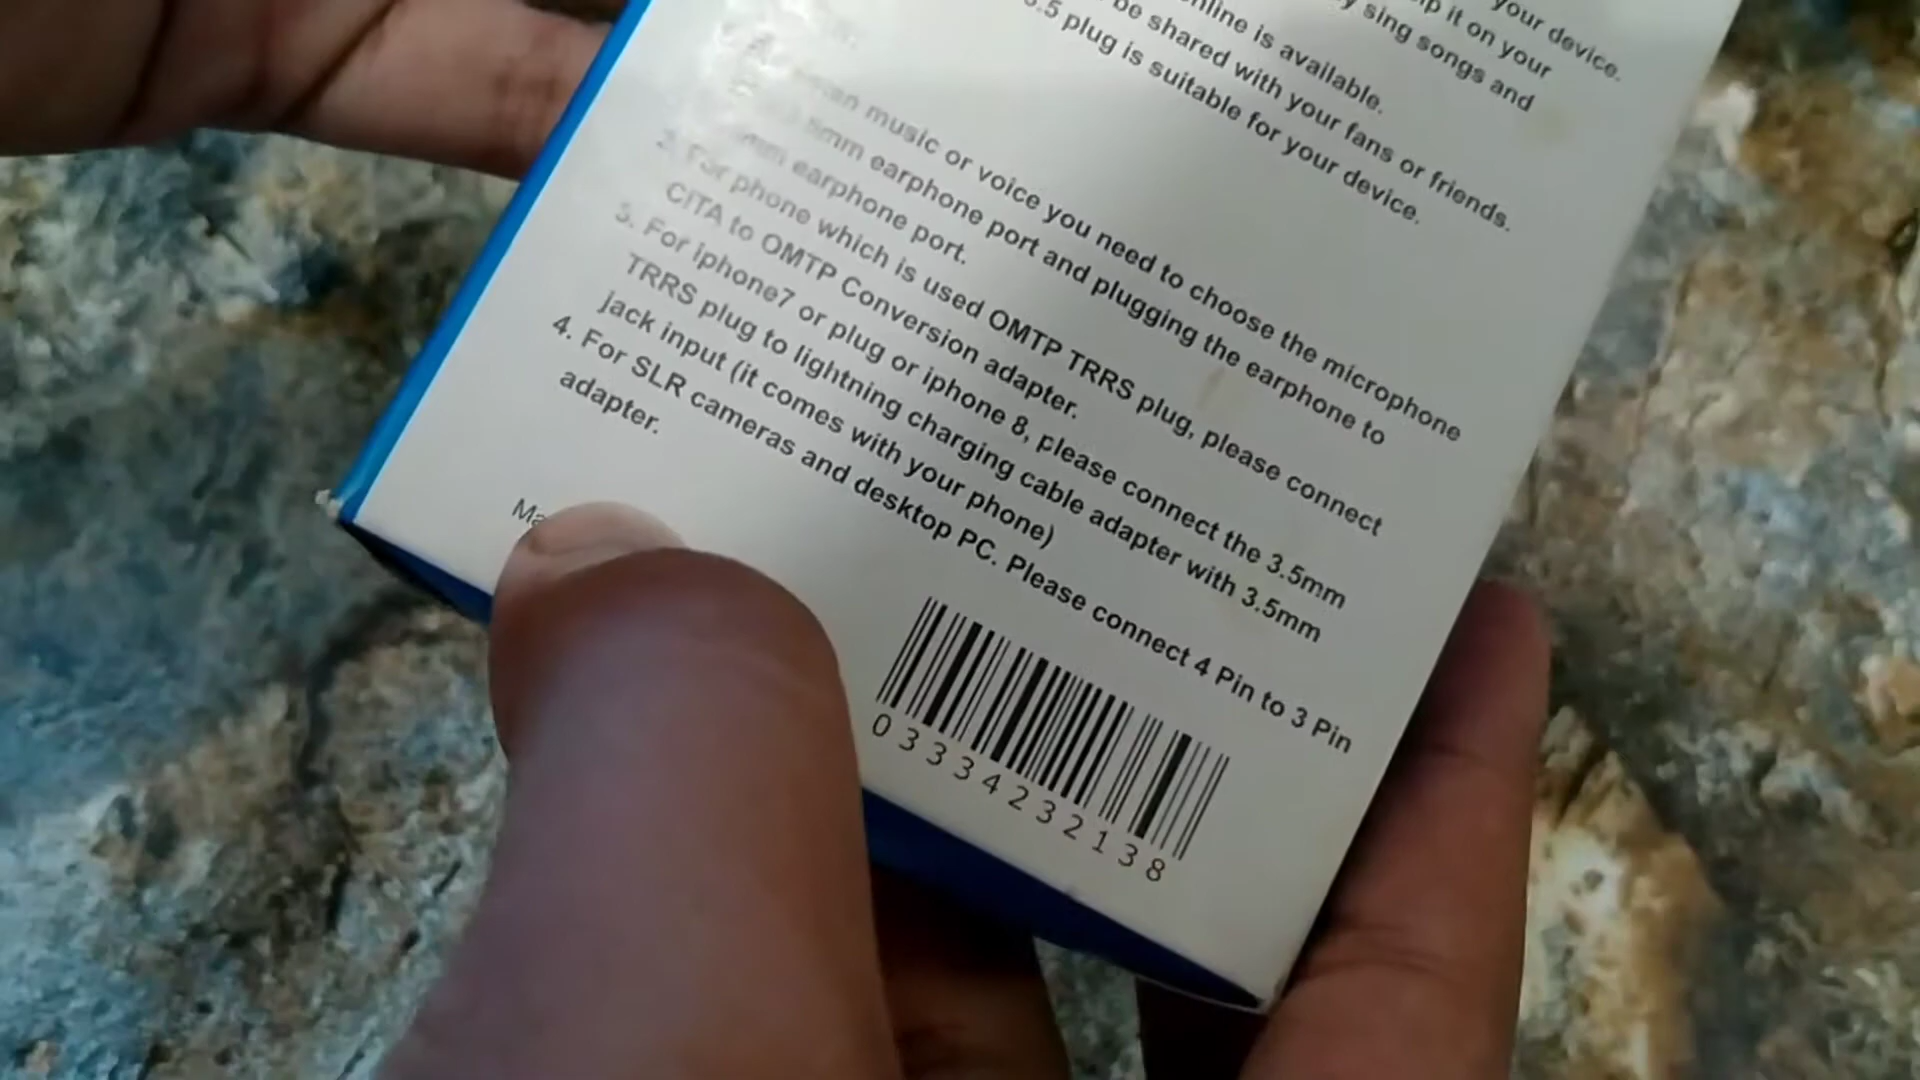 your device.
it on your
sing songs and
online is available.
be shared with your fans or friends.
3.5 plug is suitable for your device.
music or voice you need to choose the microphone
earphone port and plugging the earphone to
earphone port.
2. For phone which is used OMTP TRRS plug, please connect
CITA to OMTP Conversion adapter.
3. For iphone7 or plug or iphone 8, please connect the 3.5mm
TRRS plug to lightning charging cable adapter with 3.5mm
jack input (it comes with your phone)
4. For SLR cameras and desktop PC. Please connect 4 Pin to 3 Pin
adapter.
03334232138